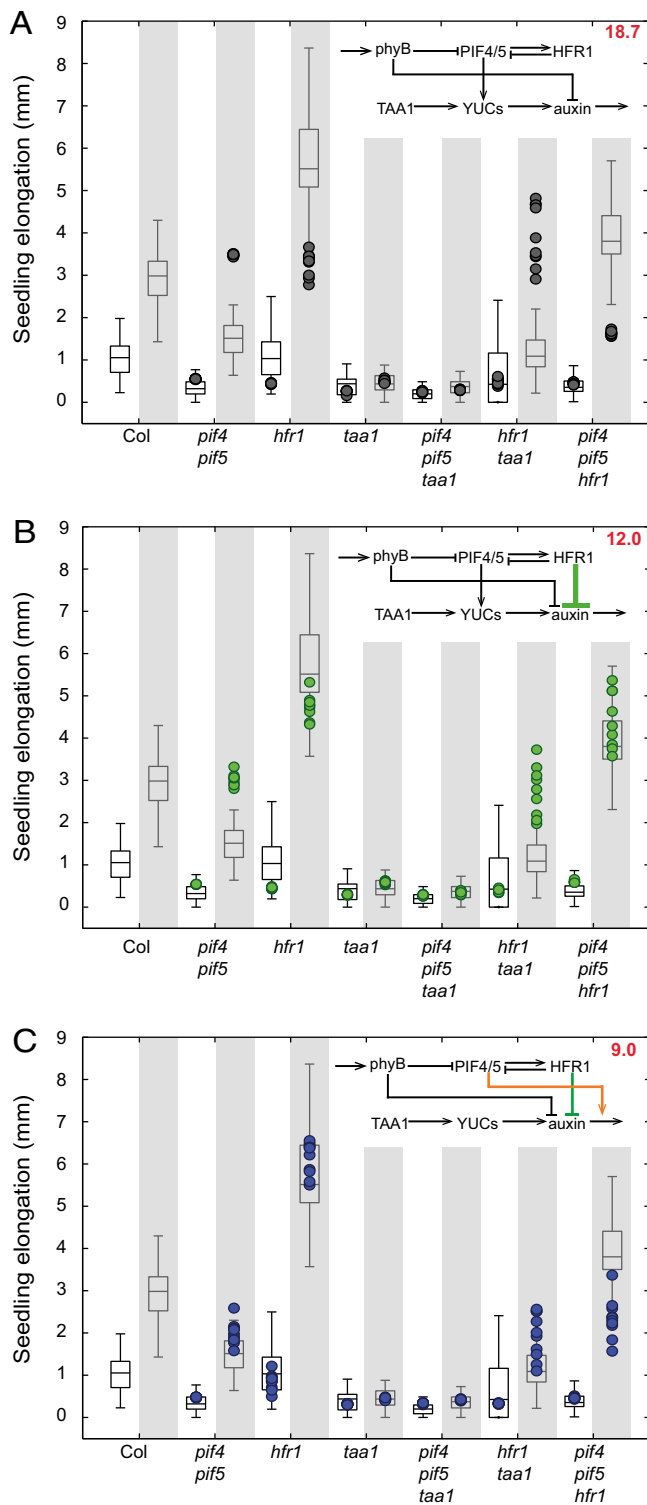 A
18.7
phyB PIF4/5 HFR1
TAA1 YUCs auxin
Seedling elongation (mm)
9
8
7
6
5
4
3
2
1
0
Col pif4 hfr1 taa1 pif4 hfr1 pif4
pif5 pif5 taa1 pif5
taa1 hfr1
B
12.0
phyB PIF4/5 HFR1
TAA1 YUCs auxin
Seedling elongation (mm)
9
8
7
6
5
4
3
2
1
0
Col pif4 hfr1 taa1 pif4 hfr1 pif4
pif5 pif5 taa1 pif5
taa1 hfr1
C
9.0
phyB PIF4/5 HFR1
TAA1 YUCs auxin
Seedling elongation (mm)
9
8
7
6
5
4
3
2
1
0
Col pif4 hfr1 taa1 pif4 hfr1 pif4
pif5 pif5 taa1 pif5
taa1 hfr1